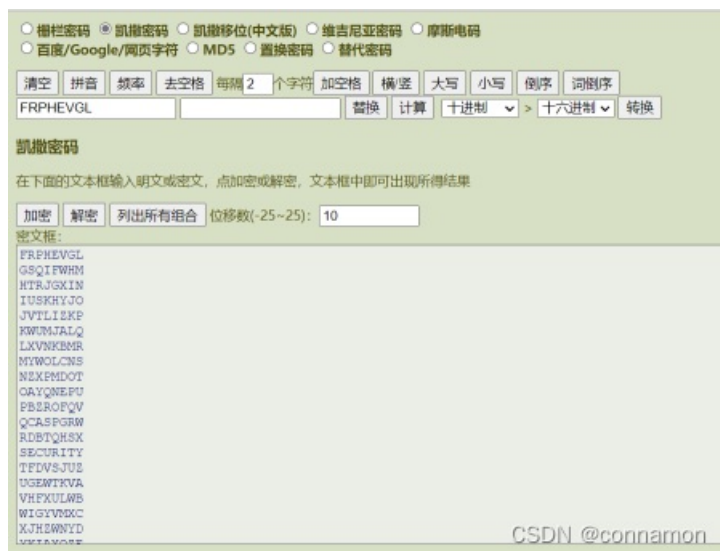 栅栏密码 凯撒密码 凯撒移位(中文版) 维吉尼亚密码 摩斯电码
百度/Google/网页字符 MD5 置换密码 替代密码
清空 拼音 频率 去空格 每隔 2 个字符 加空格 横/竖 大写 小写 倒序 词倒序
FRPHEVGL 替换 计算 十进制 > 十六进制 转换
凯撒密码
在下面的文本框输入明文或密文，点加密或解密，文本框中即可出现所得结果
加密 解密 列出所有组合 位移数(-25~25)： 10
密文框：
FRPHEVGL
GSQIFWHM
HTRJGXIN
IUSKHYJO
JVTLIZKP
KWUMJALQ
LXVNKBMR
MYWOLCNS
NZXPMDOT
OAYQNEPU
PBZROFQV
QCASPGRW
RDBTQHSX
SECURITY
TFDVSJUZ
UGEWTKVA
VHFXULWB
WIGYVMXC
XJHZWNYD
CSDN @connamon